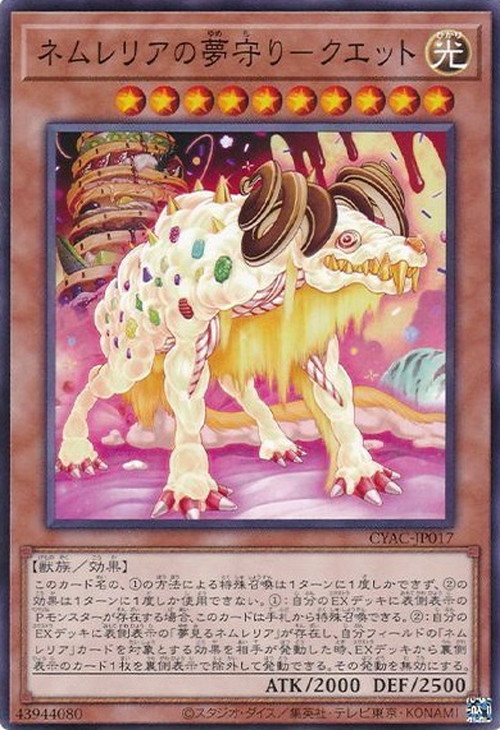 ネムレリアの夢守り－クエット
光
CYAC-JP017
【獣族／効果】
このカード名の、①の方法による特殊召喚は１ターンに１度しかできず、②の
効果は１ターンに１度しか使用できない。①：自分のEXデッキに表側表示の
Pモンスターが存在する場合、このカードは手札から特殊召喚できる。②：自分の
EXデッキに表側表示の「夢見るネムレリア」が存在し、自分フィールドの「ネム
レリア」カードを対象とする効果を相手が発動した時、EXデッキから裏側
表示のカード１枚を裏側表示で除外して発動できる。その発動を無効にする。
ATK/2000 DEF/2500
43944080 ©スタジオ・ダイス／集英社・テレビ東京・KONAMI